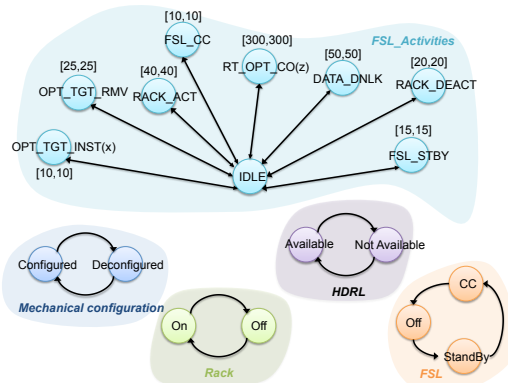 [10,10]
FSL_CC
[300,300]
RT_OPT_CO(z)
[50,50]
DATA_DNLK
FSL_Activities
[25,25]
OPT_TGT_RMV
[40,40]
RACK_ACT
[20,20]
RACK_DEACT
OPT_TGT_INST(x)
[10,10]
[15,15]
FSL_STBY
IDLE
Configured
Deconfigured
Mechanical configuration
Available
Not Available
HDRL
On
Off
Rack
CC
Off
StandBy
FSL